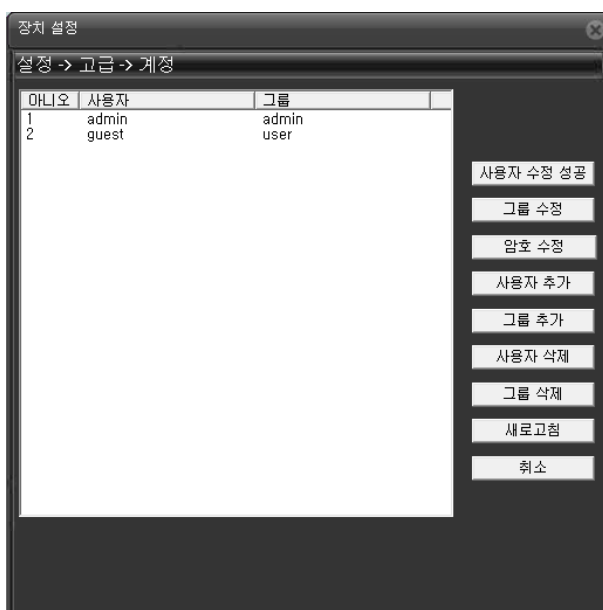 장치 설정
설정 -> 고급 -> 계정
아니오 사용자 그룹
1 admin admin
2 guest user
사용자 수정 성공
그룹 수정
암호 수정
사용자 추가
그룹 추가
사용자 삭제
그룹 삭제
새로고침
취소